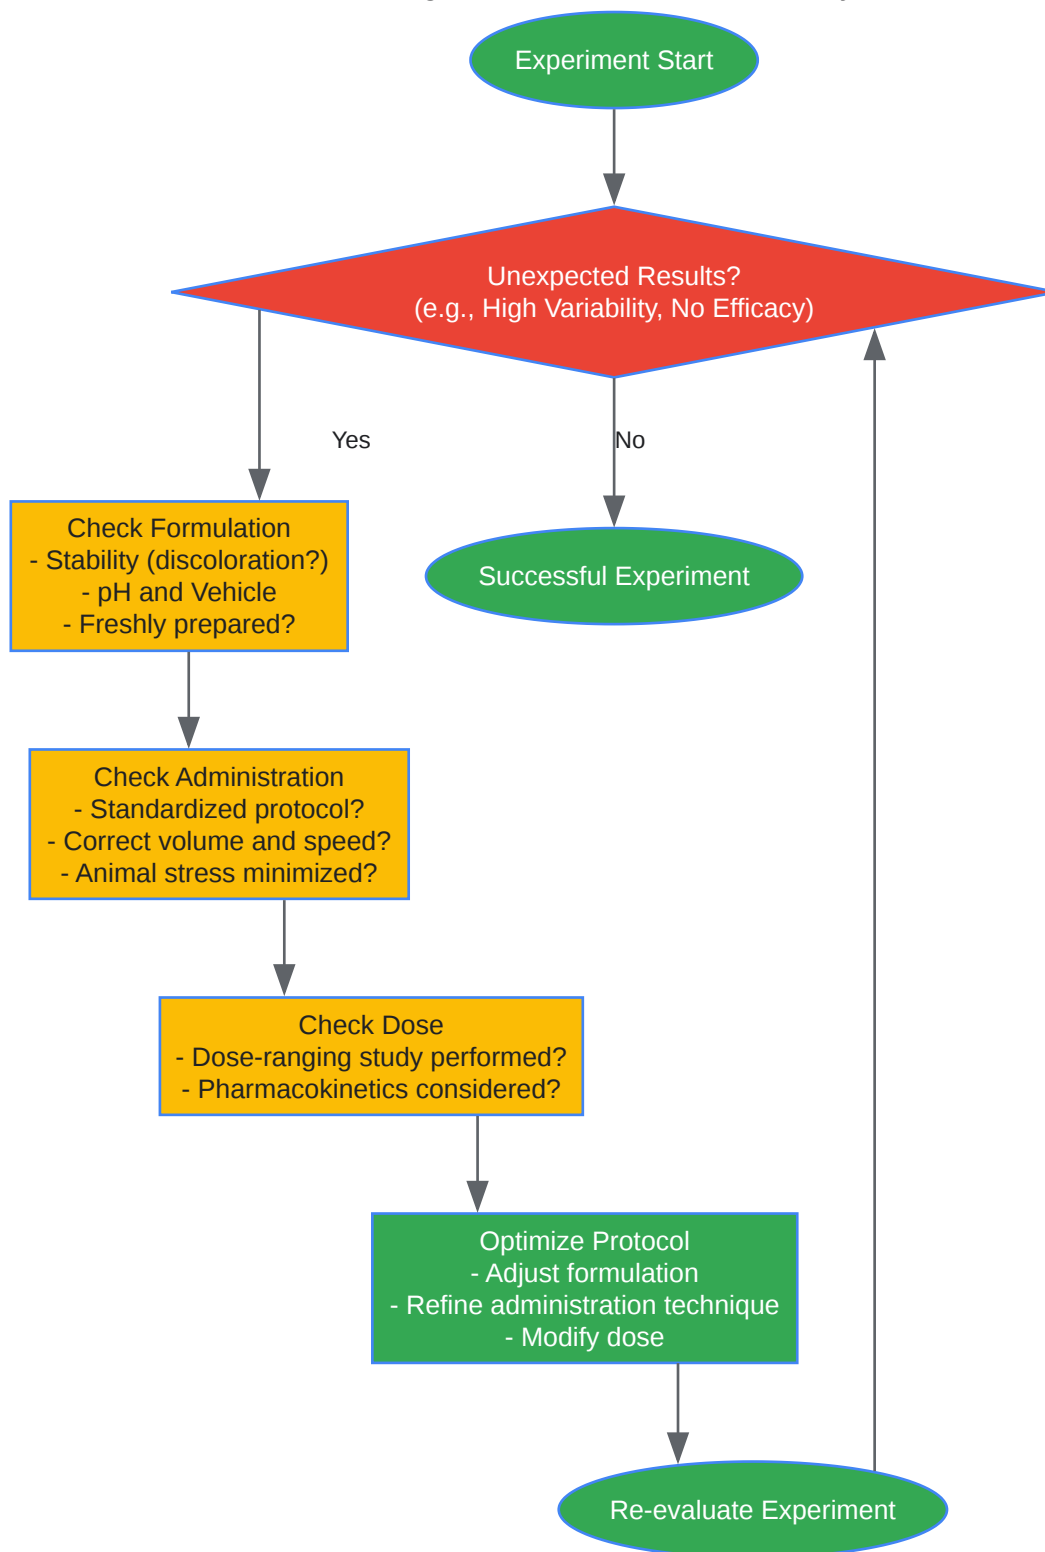 Experiment Start
Unexpected Results?
(e.g., High Variability, No Efficacy)
Yes
No
Check Formulation
- Stability (discoloration?)
- pH and Vehicle
- Freshly prepared?
Successful Experiment
Check Administration
- Standardized protocol?
- Correct volume and speed?
- Animal stress minimized?
Check Dose
- Dose-ranging study performed?
- Pharmacokinetics considered?
Optimize Protocol
- Adjust formulation
- Refine administration technique
- Modify dose
Re-evaluate Experiment